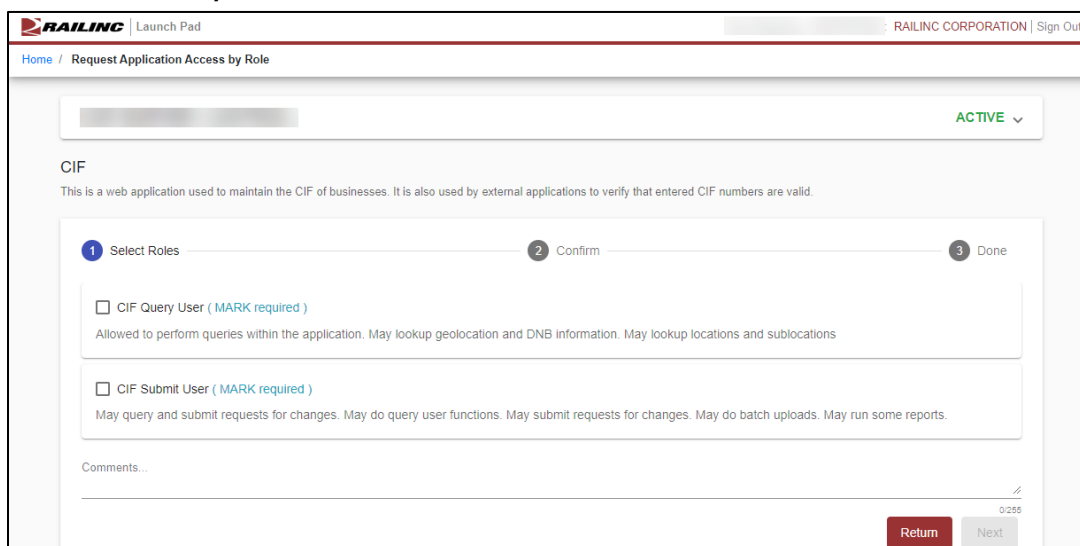 RAILINC Launch Pad
RAILINC CORPORATION | Sign Out
Home / Request Application Access by Role
ACTIVE
CIF
This is a web application used to maintain the CIF of businesses. It is also used by external applications to verify that entered CIF numbers are valid.
1 Select Roles 2 Confirm 3 Done
CIF Query User ( MARK required )
Allowed to perform queries within the application. May lookup geolocation and DNB information. May lookup locations and sublocations
CIF Submit User ( MARK required )
May query and submit requests for changes. May do query user functions. May submit requests for changes. May do batch uploads. May run some reports.
Comments...
0/255
Return Next